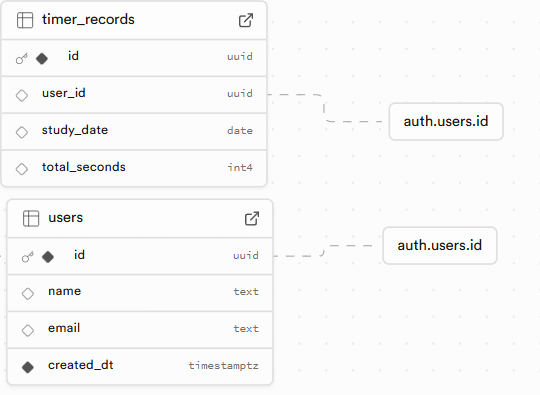 timer_records
id uuid
user_id uuid
study_date date
total_seconds int4
auth.users.id
users
id uuid
name text
email text
created_dt timestamptz
auth.users.id